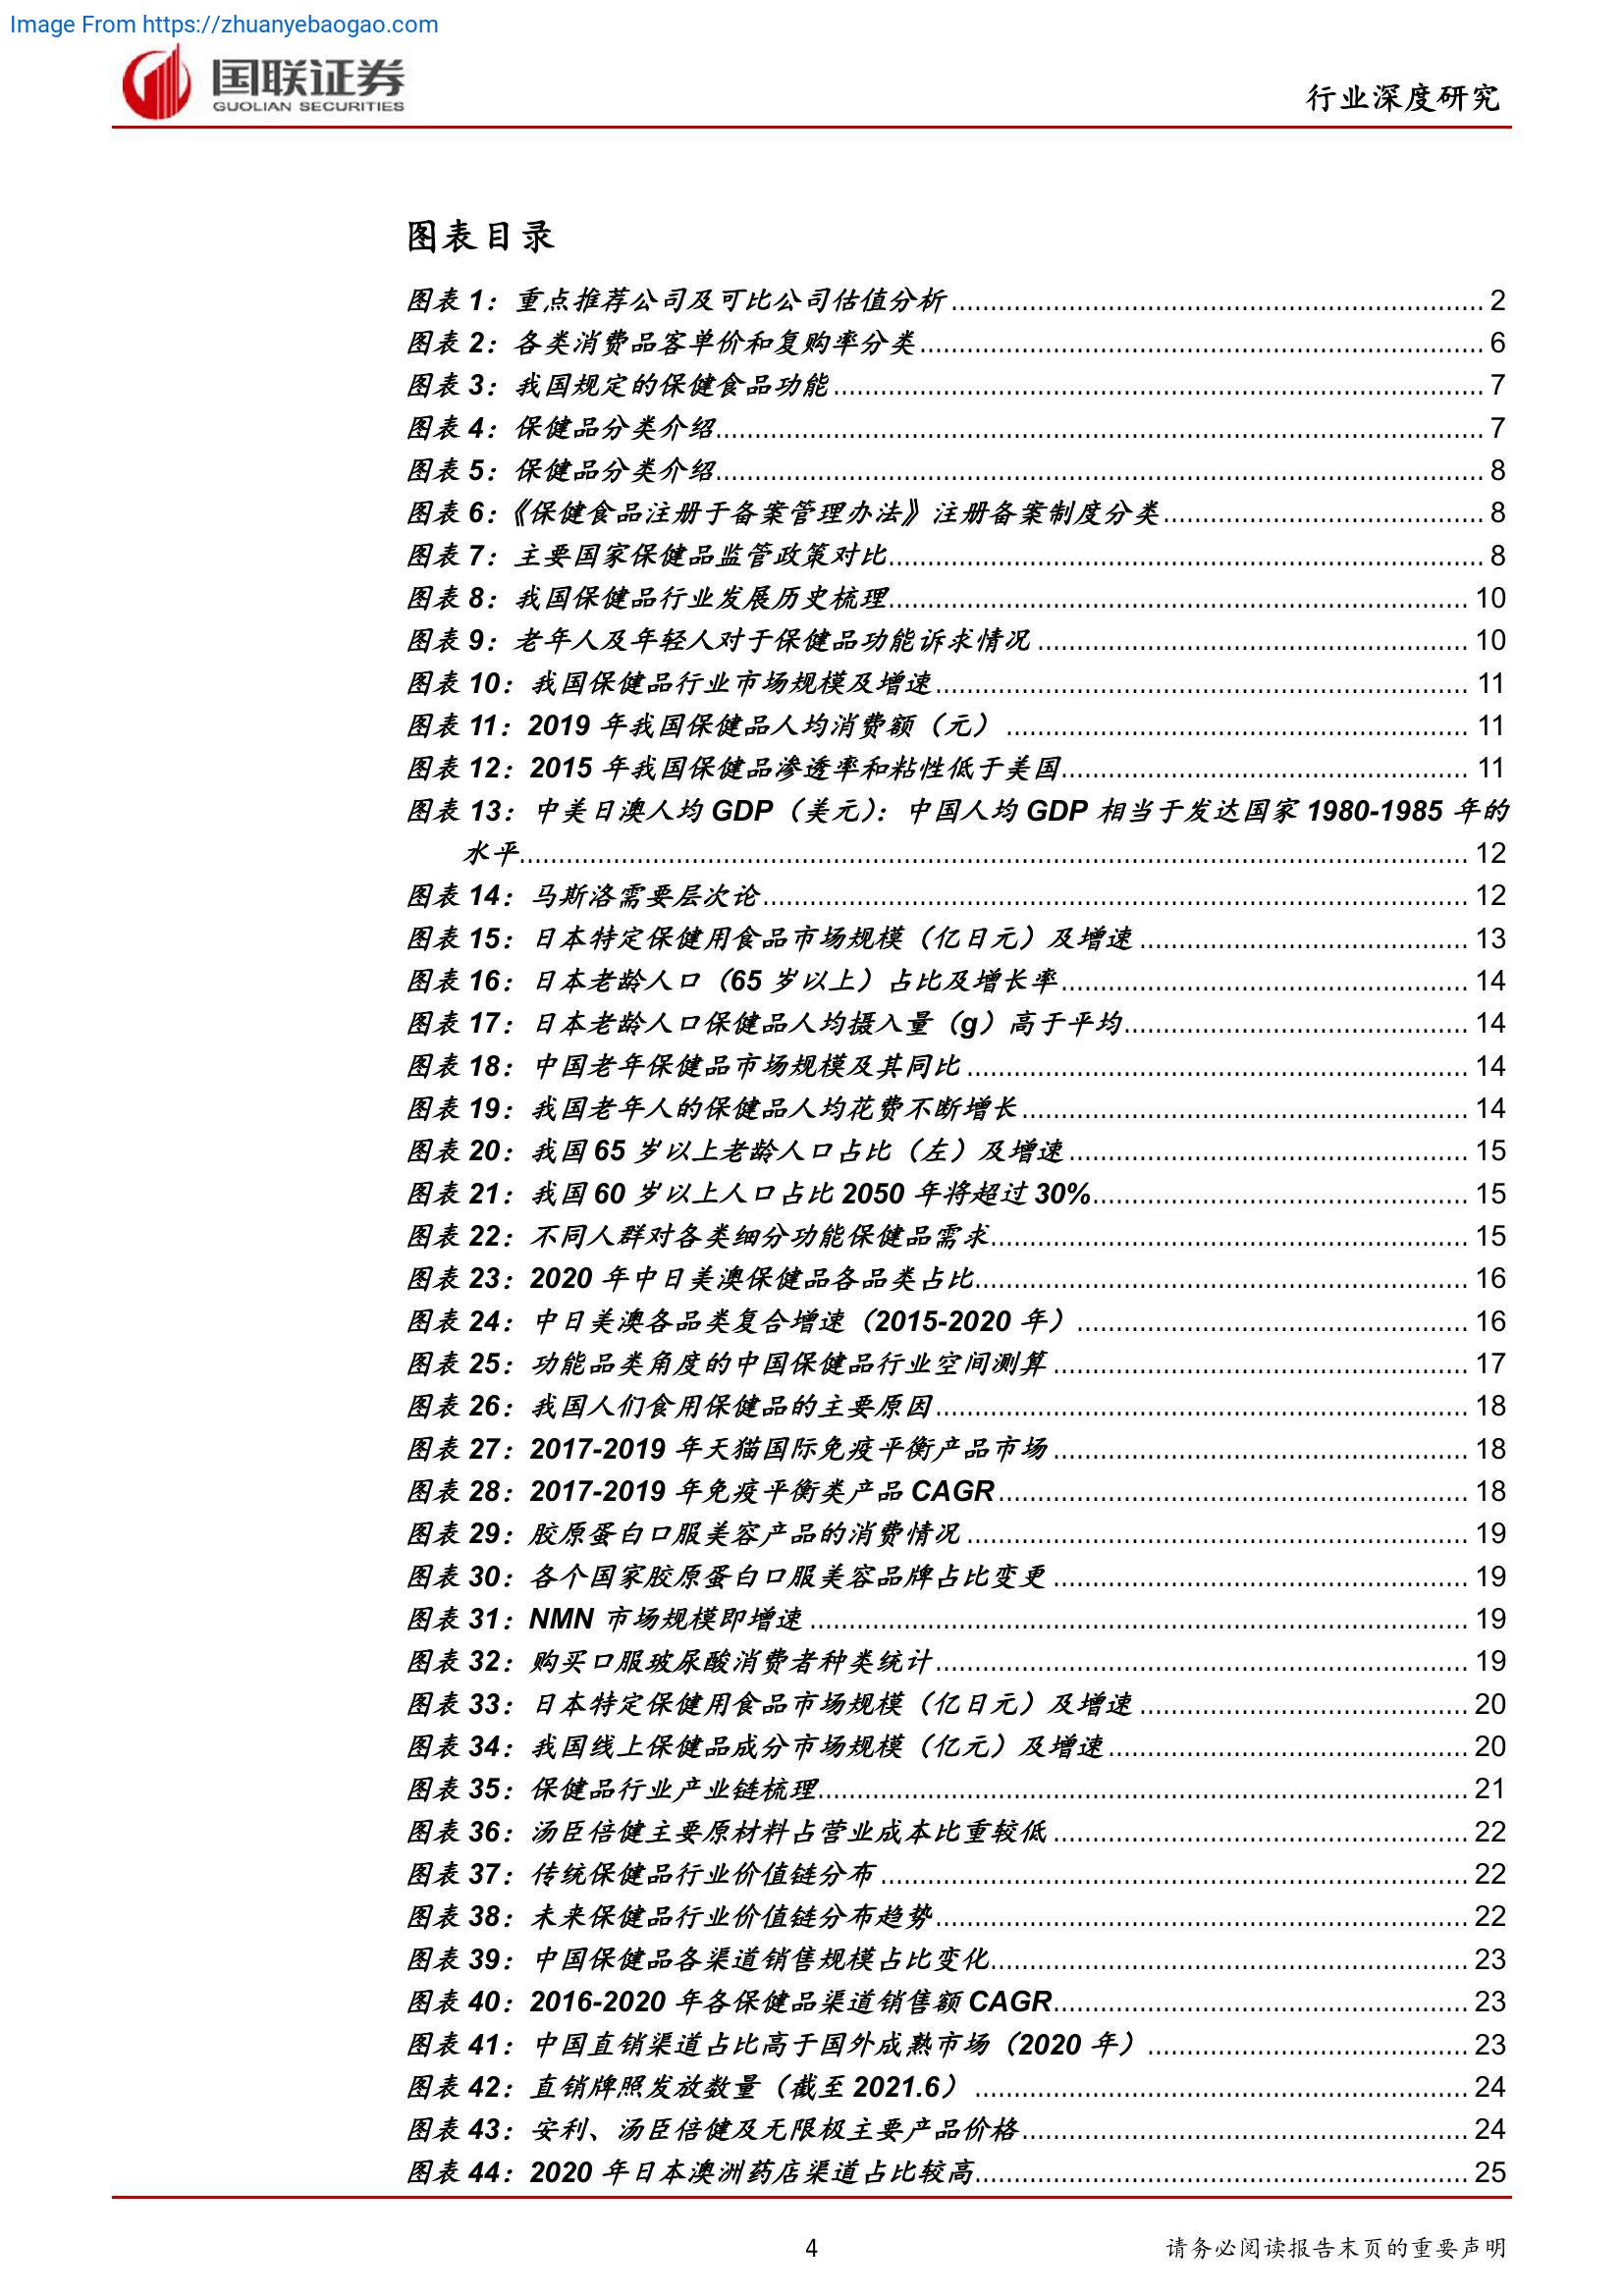 Image From https://zhuanyebaogao.com
国联证券
GUOLIAN SECURITIES
行业深度研究
图表目录
图表 1：重点推荐公司及可比公司估值分析 ........ 2
图表 2：各类消费品客单价和复购率分类 ........ 6
图表 3：我国规定的保健食品功能 ........ 7
图表 4：保健品分类介绍 ........ 7
图表 5：保健品分类介绍 ........ 8
图表 6：《保健食品注册于备案管理办法》注册备案制度分类 ........ 8
图表 7：主要国家保健品监管政策对比 ........ 8
图表 8：我国保健品行业发展历史梳理 ........ 10
图表 9：老年人及年轻人对于保健品功能诉求情况 ........ 10
图表 10：我国保健品行业市场规模及增速 ........ 11
图表 11：2019 年我国保健品人均消费额（元） ........ 11
图表 12：2015 年我国保健品渗透率和粘性低于美国 ........ 11
图表 13：中美日澳人均 GDP（美元）：中国人均 GDP 相当于发达国家 1980-1985 年的
水平 ........ 12
图表 14：马斯洛需要层次论 ........ 12
图表 15：日本特定保健用食品市场规模（亿日元）及增速 ........ 13
图表 16：日本老龄人口（65 岁以上）占比及增长率 ........ 14
图表 17：日本老龄人口保健品人均摄入量（g）高于平均 ........ 14
图表 18：中国老年保健品市场规模及其同比 ........ 14
图表 19：我国老年人的保健品人均花费不断增长 ........ 14
图表 20：我国 65 岁以上老龄人口占比（左）及增速 ........ 15
图表 21：我国 60 岁以上人口占比 2050 年将超过 30% ........ 15
图表 22：不同人群对各类细分功能保健品需求 ........ 15
图表 23：2020 年中日美澳保健品各品类占比 ........ 16
图表 24：中日美澳各品类复合增速（2015-2020 年） ........ 16
图表 25：功能品类角度的中国保健品行业空间测算 ........ 17
图表 26：我国人们食用保健品的主要原因 ........ 18
图表 27：2017-2019 年天猫国际免疫平衡产品市场 ........ 18
图表 28：2017-2019 年免疫平衡类产品 CAGR ........ 18
图表 29：胶原蛋白口服美容产品的消费情况 ........ 19
图表 30：各个国家胶原蛋白口服美容品牌占比变更 ........ 19
图表 31：NMN 市场规模即增速 ........ 19
图表 32：购买口服玻尿酸消费者种类统计 ........ 19
图表 33：日本特定保健用食品市场规模（亿日元）及增速 ........ 20
图表 34：我国线上保健品成分市场规模（亿元）及增速 ........ 20
图表 35：保健品行业产业链梳理 ........ 21
图表 36：汤臣倍健主要原材料占营业成本比重较低 ........ 22
图表 37：传统保健品行业价值链分布 ........ 22
图表 38：未来保健品行业价值链分布趋势 ........ 22
图表 39：中国保健品各渠道销售规模占比变化 ........ 23
图表 40：2016-2020 年各保健品渠道销售额 CAGR ........ 23
图表 41：中国直销渠道占比高于国外成熟市场（2020 年） ........ 23
图表 42：直销牌照发放数量（截至 2021.6） ........ 24
图表 43：安利、汤臣倍健及无限极主要产品价格 ........ 24
图表 44：2020 年日本澳洲药店渠道占比较高 ........ 25
4
请务必阅读报告末页的重要声明